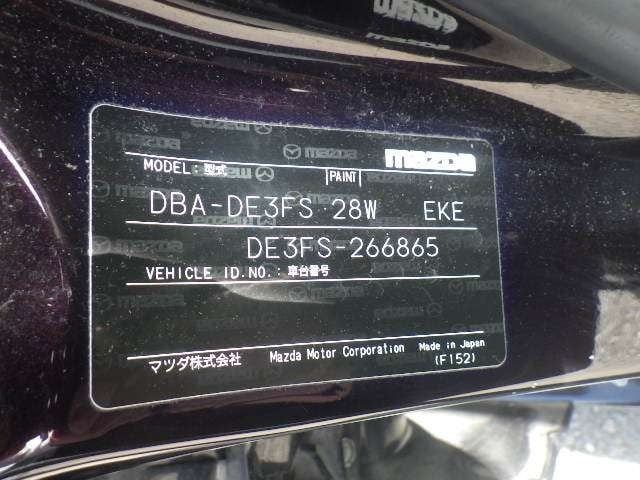 mazda
MODEL：型式 PAINT
DBA-DE3FS 28W EKE
DE3FS-266865
VEHICLE ID.NO.：車台番号
マツダ株式会社 Mazda Motor Corporation Made in Japan
(F152)